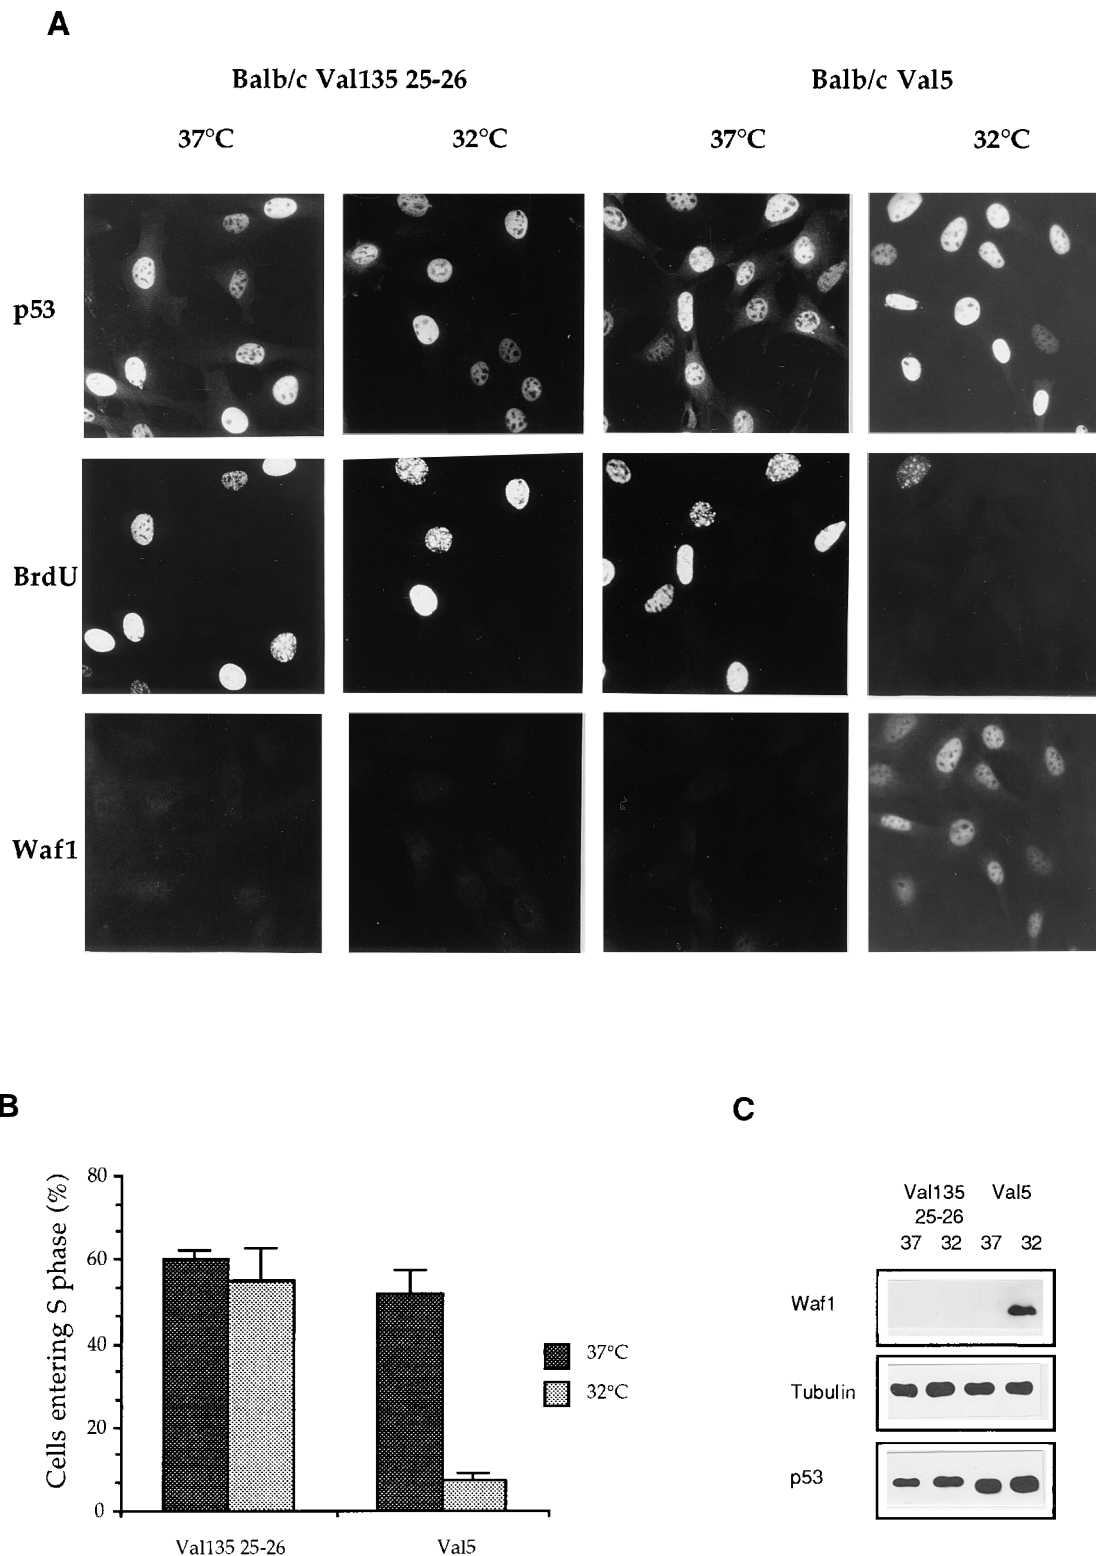 A
Balb/c Val135 25-26
Balb/c Val5
37°C
32°C
37°C
32°C
p53
BrdU
Waf1
B
Cells entering S phase (%)
80
60
40
20
0
Val135 25-26
Val5
37°C
32°C
C
Val135
25-26
Val5
37
32
37
32
Waf1
Tubulin
p53